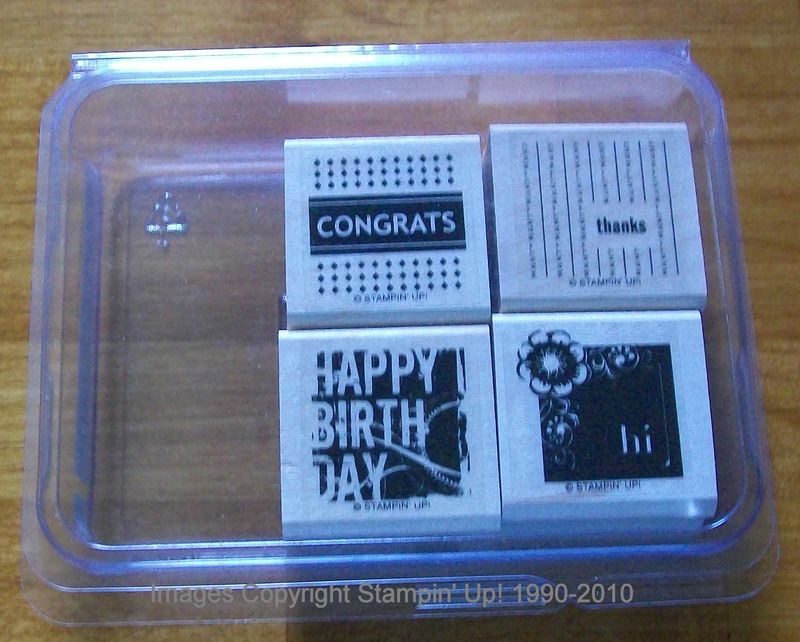 CONGRATS
© STAMPIN' UP!
thanks
© STAMPIN' UP!
HAPPY
BIRTH
DAY
© STAMPIN' UP!
hi
© STAMPIN' UP!
Images Copyright Stampin' Up! 1990-2010